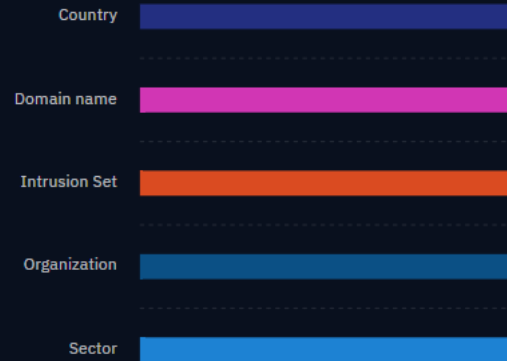 Country
Domain name
Intrusion Set
Organization
Sector